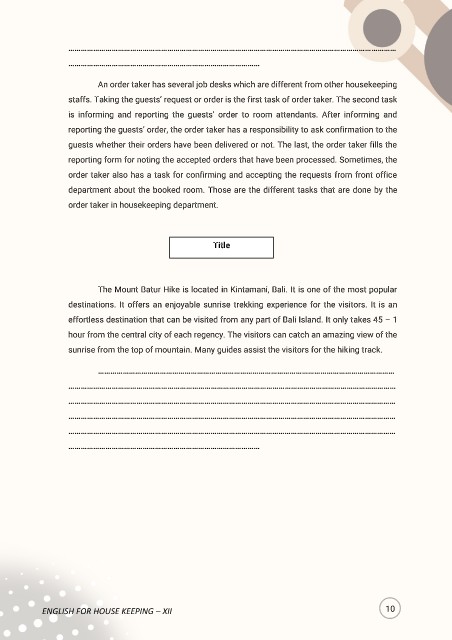 An order taker has several job desks which are different from other housekeeping
staffs. Taking the guests' request or order is the first task of order taker. The second task
is informing and reporting the guests' order to room attendants. After informing and
reporting the guests' order, the order taker has a responsibility to ask confirmation to the
guests whether their orders have been delivered or not. The last, the order taker fills the
reporting form for noting the accepted orders that have been processed. Sometimes, the
order taker also has a task for confirming and accepting the requests from front office
department about the booked room. Those are the different tasks that are done by the
order taker in housekeeping department.
Title
The Mount Batur Hike is located in Kintamani, Bali. It is one of the most popular
destinations. It offers an enjoyable sunrise trekking experience for the visitors. It is an
effortless destination that can be visited from any part of Bali Island. It only takes 45 – 1
hour from the central city of each regency. The visitors can catch an amazing view of the
sunrise from the top of mountain. Many guides assist the visitors for the hiking track.
ENGLISH FOR HOUSE KEEPING – XII
10